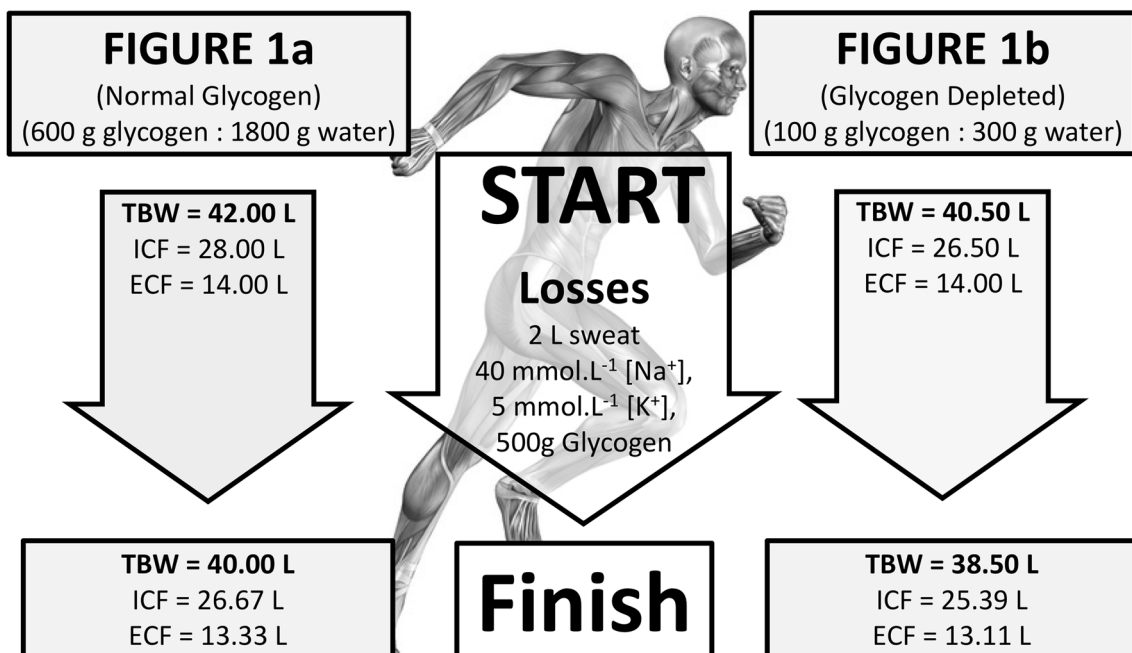 FIGURE 1a
(Normal Glycogen)
(600 g glycogen : 1800 g water)
FIGURE 1b
(Glycogen Depleted)
(100 g glycogen : 300 g water)
TBW = 42.00 L
ICF = 28.00 L
ECF = 14.00 L
START
Losses
2 L sweat
40 mmol.L⁻¹ [Na⁺],
5 mmol.L⁻¹ [K⁺],
500g Glycogen
TBW = 40.50 L
ICF = 26.50 L
ECF = 14.00 L
TBW = 40.00 L
ICF = 26.67 L
ECF = 13.33 L
Finish
TBW = 38.50 L
ICF = 25.39 L
ECF = 13.11 L